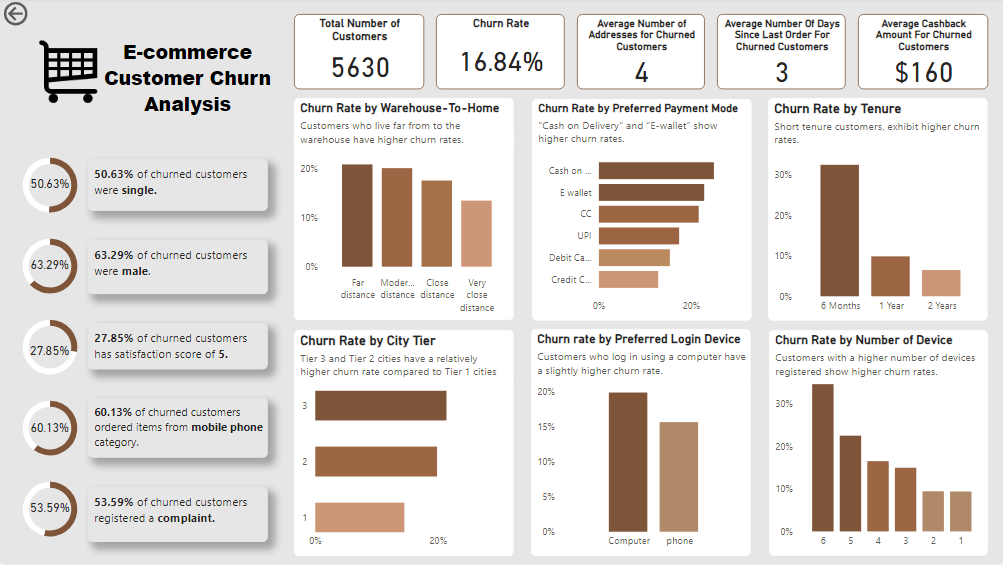 E-commerce
Customer Churn
Analysis
Total Number of
Customers
5630
Churn Rate
16.84%
Average Number of
Addresses for Churned
Customers
4
Average Number Of Days
Since Last Order For
Churned Customers
3
Average Cashback
Amount For Churned
Customers
$160
50.63%
50.63% of churned customers
were single.
63.29%
63.29% of churned customers
were male.
27.85%
27.85% of churned customers
has satisfaction score of 5.
60.13%
60.13% of churned customers
ordered items from mobile phone
category.
53.59%
53.59% of churned customers
registered a complaint.
Churn Rate by Warehouse-To-Home
Customers who live far from to the
warehouse have higher churn rates.
20%
10%
0%
Far
distance
Moder...
distance
Close
distance
Very
close
distance
Churn Rate by Preferred Payment Mode
"Cash on Delivery" and "E-wallet" show
higher churn rates.
Cash on ...
E wallet
CC
UPI
Debit Ca...
Credit C...
0%
20%
Churn Rate by Tenure
Short tenure customers, exhibit higher churn
rates.
30%
20%
10%
0%
6 Months
1 Year
2 Years
Churn Rate by City Tier
Tier 3 and Tier 2 cities have a relatively
higher churn rate compared to Tier 1 cities
3
2
1
0%
20%
Churn rate by Preferred Login Device
Customers who log in using a computer have
a slightly higher churn rate.
20%
15%
10%
5%
0%
Computer
phone
Churn Rate by Number of Device
Customers with a higher number of devices
registered show higher churn rates.
30%
20%
10%
0%
6
5
4
3
2
1